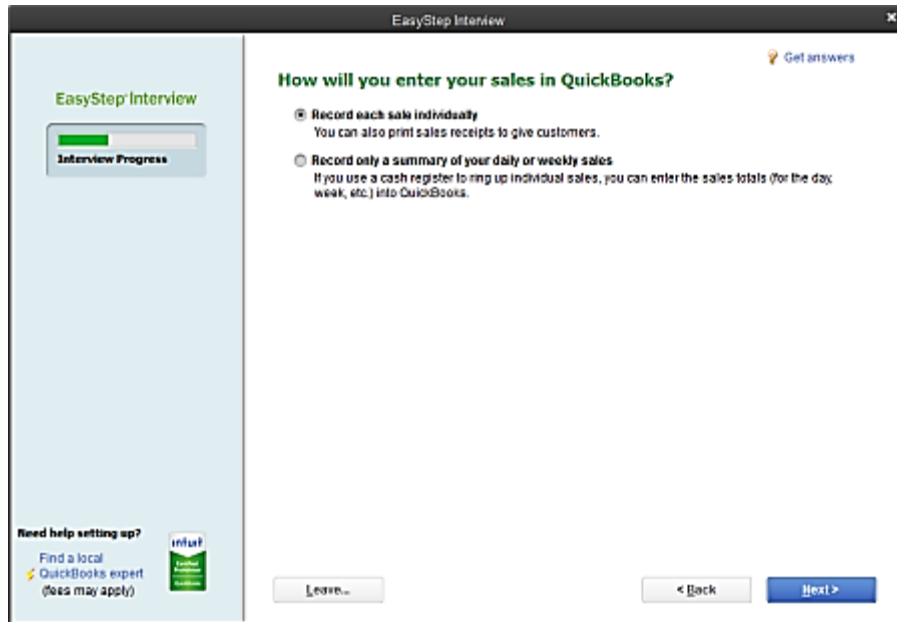 EasyStep Interview
Get answers
EasyStep Interview
Interview Progress
How will you enter your sales in QuickBooks?
Record each sale individually
You can also print sales receipts to give customers.
Record only a summary of your daily or weekly sales
If you use a cash register to ring up individual sales, you can enter the sales totals (for the day,
week, etc.) into QuickBooks.
Need help setting up?
Find a local
QuickBooks expert
(fees may apply)
intuit
Leave...
< Back
Next >